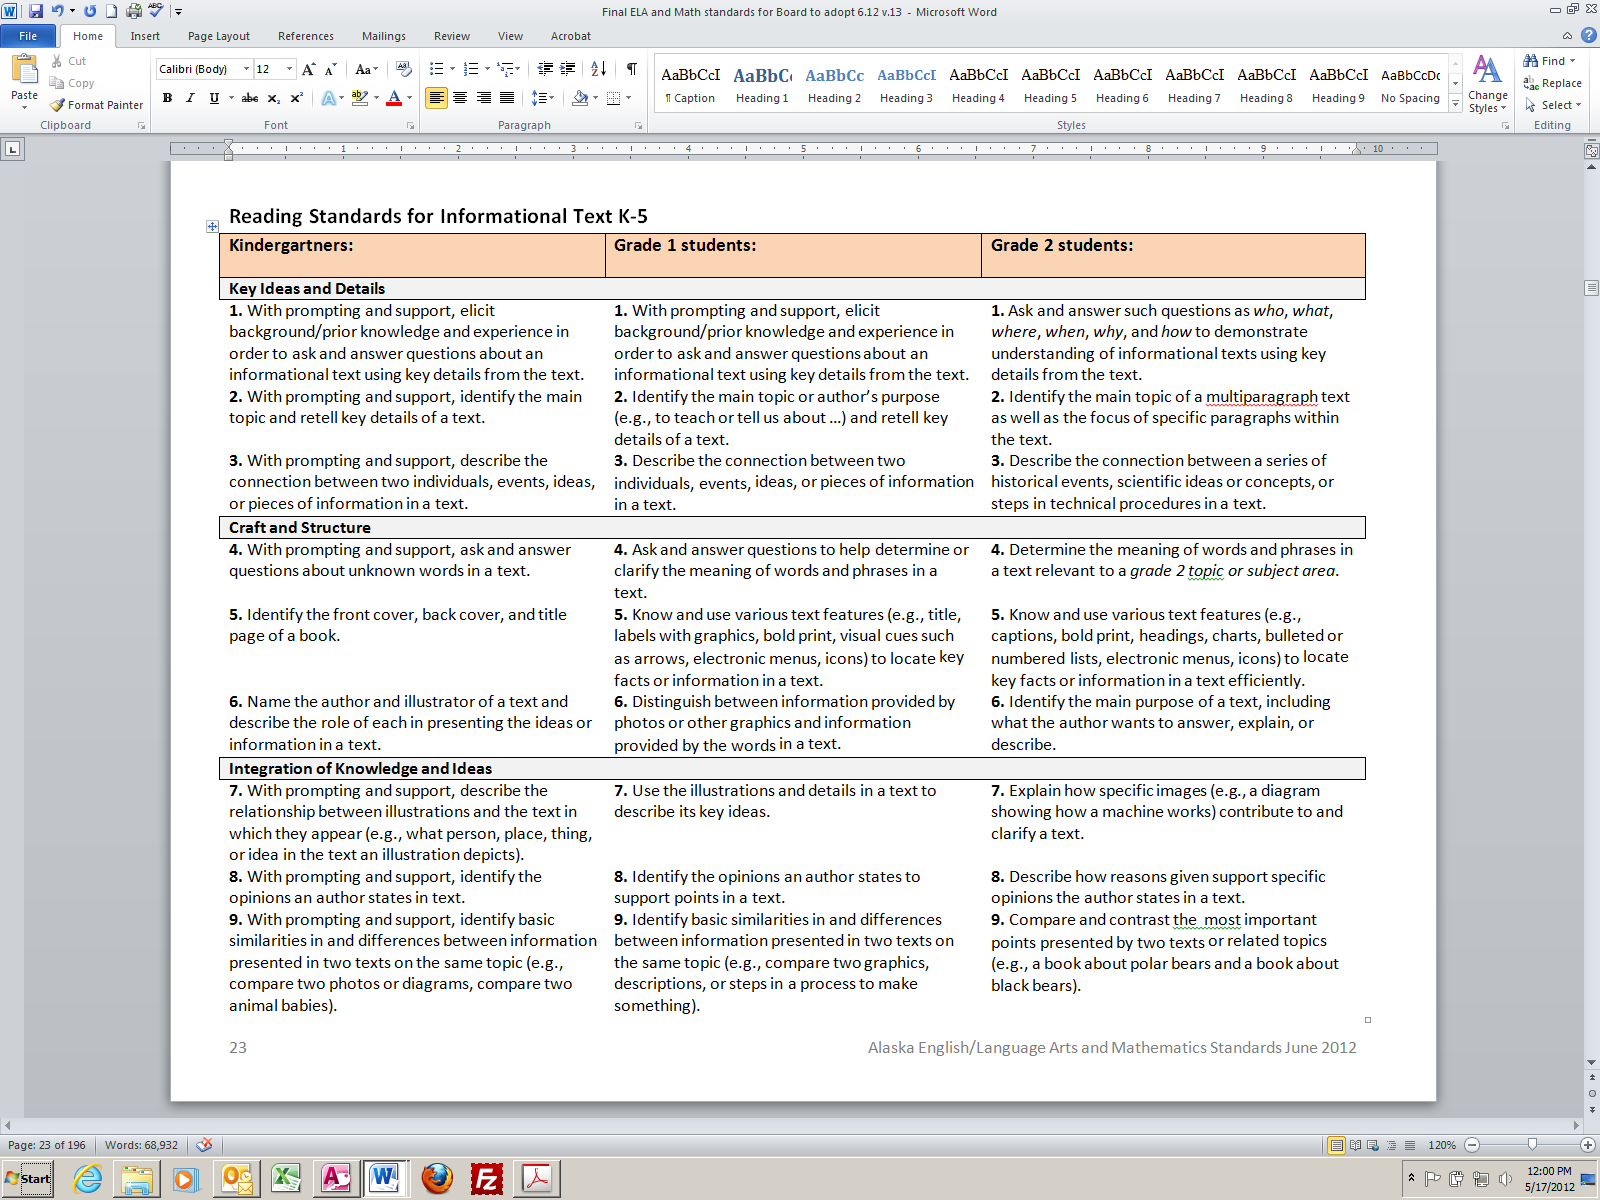 Final ELA and Math standards for Board to adopt 6.12 v.13 - Microsoft Word
File Home Insert Page Layout References Mailings Review View Acrobat
Paste
Cut
Copy
Format Painter
Clipboard
Calibri (Body) 12
Font
Paragraph
AaBbCcI AaBbCc AaBbCc AaBbCcI AaBbCcI AaBbCcI AaBbCcI AaBbCcI AaBbCcI AaBbCcI AaBbCcDc
¶ Caption Heading 1 Heading 2 Heading 3 Heading 4 Heading 5 Heading 6 Heading 7 Heading 8 Heading 9 No Spacing
Styles
Change
Styles
Find
Replace
Select
Editing
1 2 3 4 5 6 7 8 9 10
Reading Standards for Informational Text K-5
Kindergartners:
Grade 1 students:
Grade 2 students:
Key Ideas and Details
1. With prompting and support, elicit
background/prior knowledge and experience in
order to ask and answer questions about an
informational text using key details from the text.
1. With prompting and support, elicit
background/prior knowledge and experience in
order to ask and answer questions about an
informational text using key details from the text.
1. Ask and answer such questions as who, what,
where, when, why, and how to demonstrate
understanding of informational texts using key
details from the text.
2. With prompting and support, identify the main
topic and retell key details of a text.
2. Identify the main topic or author's purpose
(e.g., to teach or tell us about ...) and retell key
details of a text.
2. Identify the main topic of a multiparagraph text
as well as the focus of specific paragraphs within
the text.
3. With prompting and support, describe the
connection between two individuals, events, ideas,
or pieces of information in a text.
3. Describe the connection between two
individuals, events, ideas, or pieces of information
in a text.
3. Describe the connection between a series of
historical events, scientific ideas or concepts, or
steps in technical procedures in a text.
Craft and Structure
4. With prompting and support, ask and answer
questions about unknown words in a text.
4. Ask and answer questions to help determine or
clarify the meaning of words and phrases in a
text.
4. Determine the meaning of words and phrases in
a text relevant to a grade 2 topic or subject area.
5. Identify the front cover, back cover, and title
page of a book.
5. Know and use various text features (e.g., title,
labels with graphics, bold print, visual cues such
as arrows, electronic menus, icons) to locate key
facts or information in a text.
5. Know and use various text features (e.g.,
captions, bold print, headings, charts, bulleted or
numbered lists, electronic menus, icons) to locate
key facts or information in a text efficiently.
6. Name the author and illustrator of a text and
describe the role of each in presenting the ideas or
information in a text.
6. Distinguish between information provided by
photos or other graphics and information
provided by the words in a text.
6. Identify the main purpose of a text, including
what the author wants to answer, explain, or
describe.
Integration of Knowledge and Ideas
7. With prompting and support, describe the
relationship between illustrations and the text in
which they appear (e.g., what person, place, thing,
or idea in the text an illustration depicts).
7. Use the illustrations and details in a text to
describe its key ideas.
7. Explain how specific images (e.g., a diagram
showing how a machine works) contribute to and
clarify a text.
8. With prompting and support, identify the
opinions an author states in text.
8. Identify the opinions an author states to
support points in a text.
8. Describe how reasons given support specific
opinions the author states in a text.
9. With prompting and support, identify basic
similarities in and differences between information
presented in two texts on the same topic (e.g.,
compare two photos or diagrams, compare two
animal babies).
9. Identify basic similarities in and differences
between information presented in two texts on
the same topic (e.g., compare two graphics,
descriptions, or steps in a process to make
something).
9. Compare and contrast the most important
points presented by two texts or related topics
(e.g., a book about polar bears and a book about
black bears).
23
Alaska English/Language Arts and Mathematics Standards June 2012
Page: 23 of 196 Words: 68,932
120%
Start
12:00 PM
5/17/2012